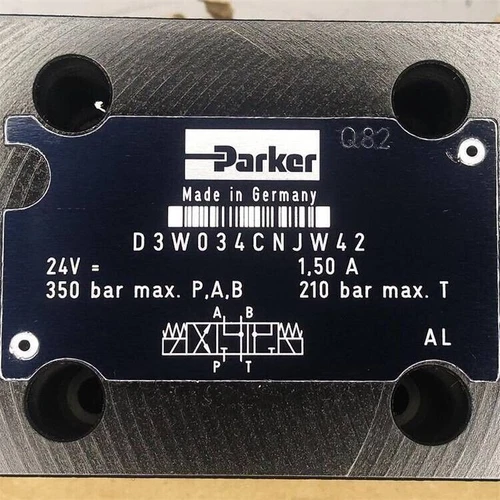 Parker
Q82
Made in Germany
D3W034CNJW42
24V = 1,50 A
350 bar max. P,A,B 210 bar max. T
A B
P T
AL